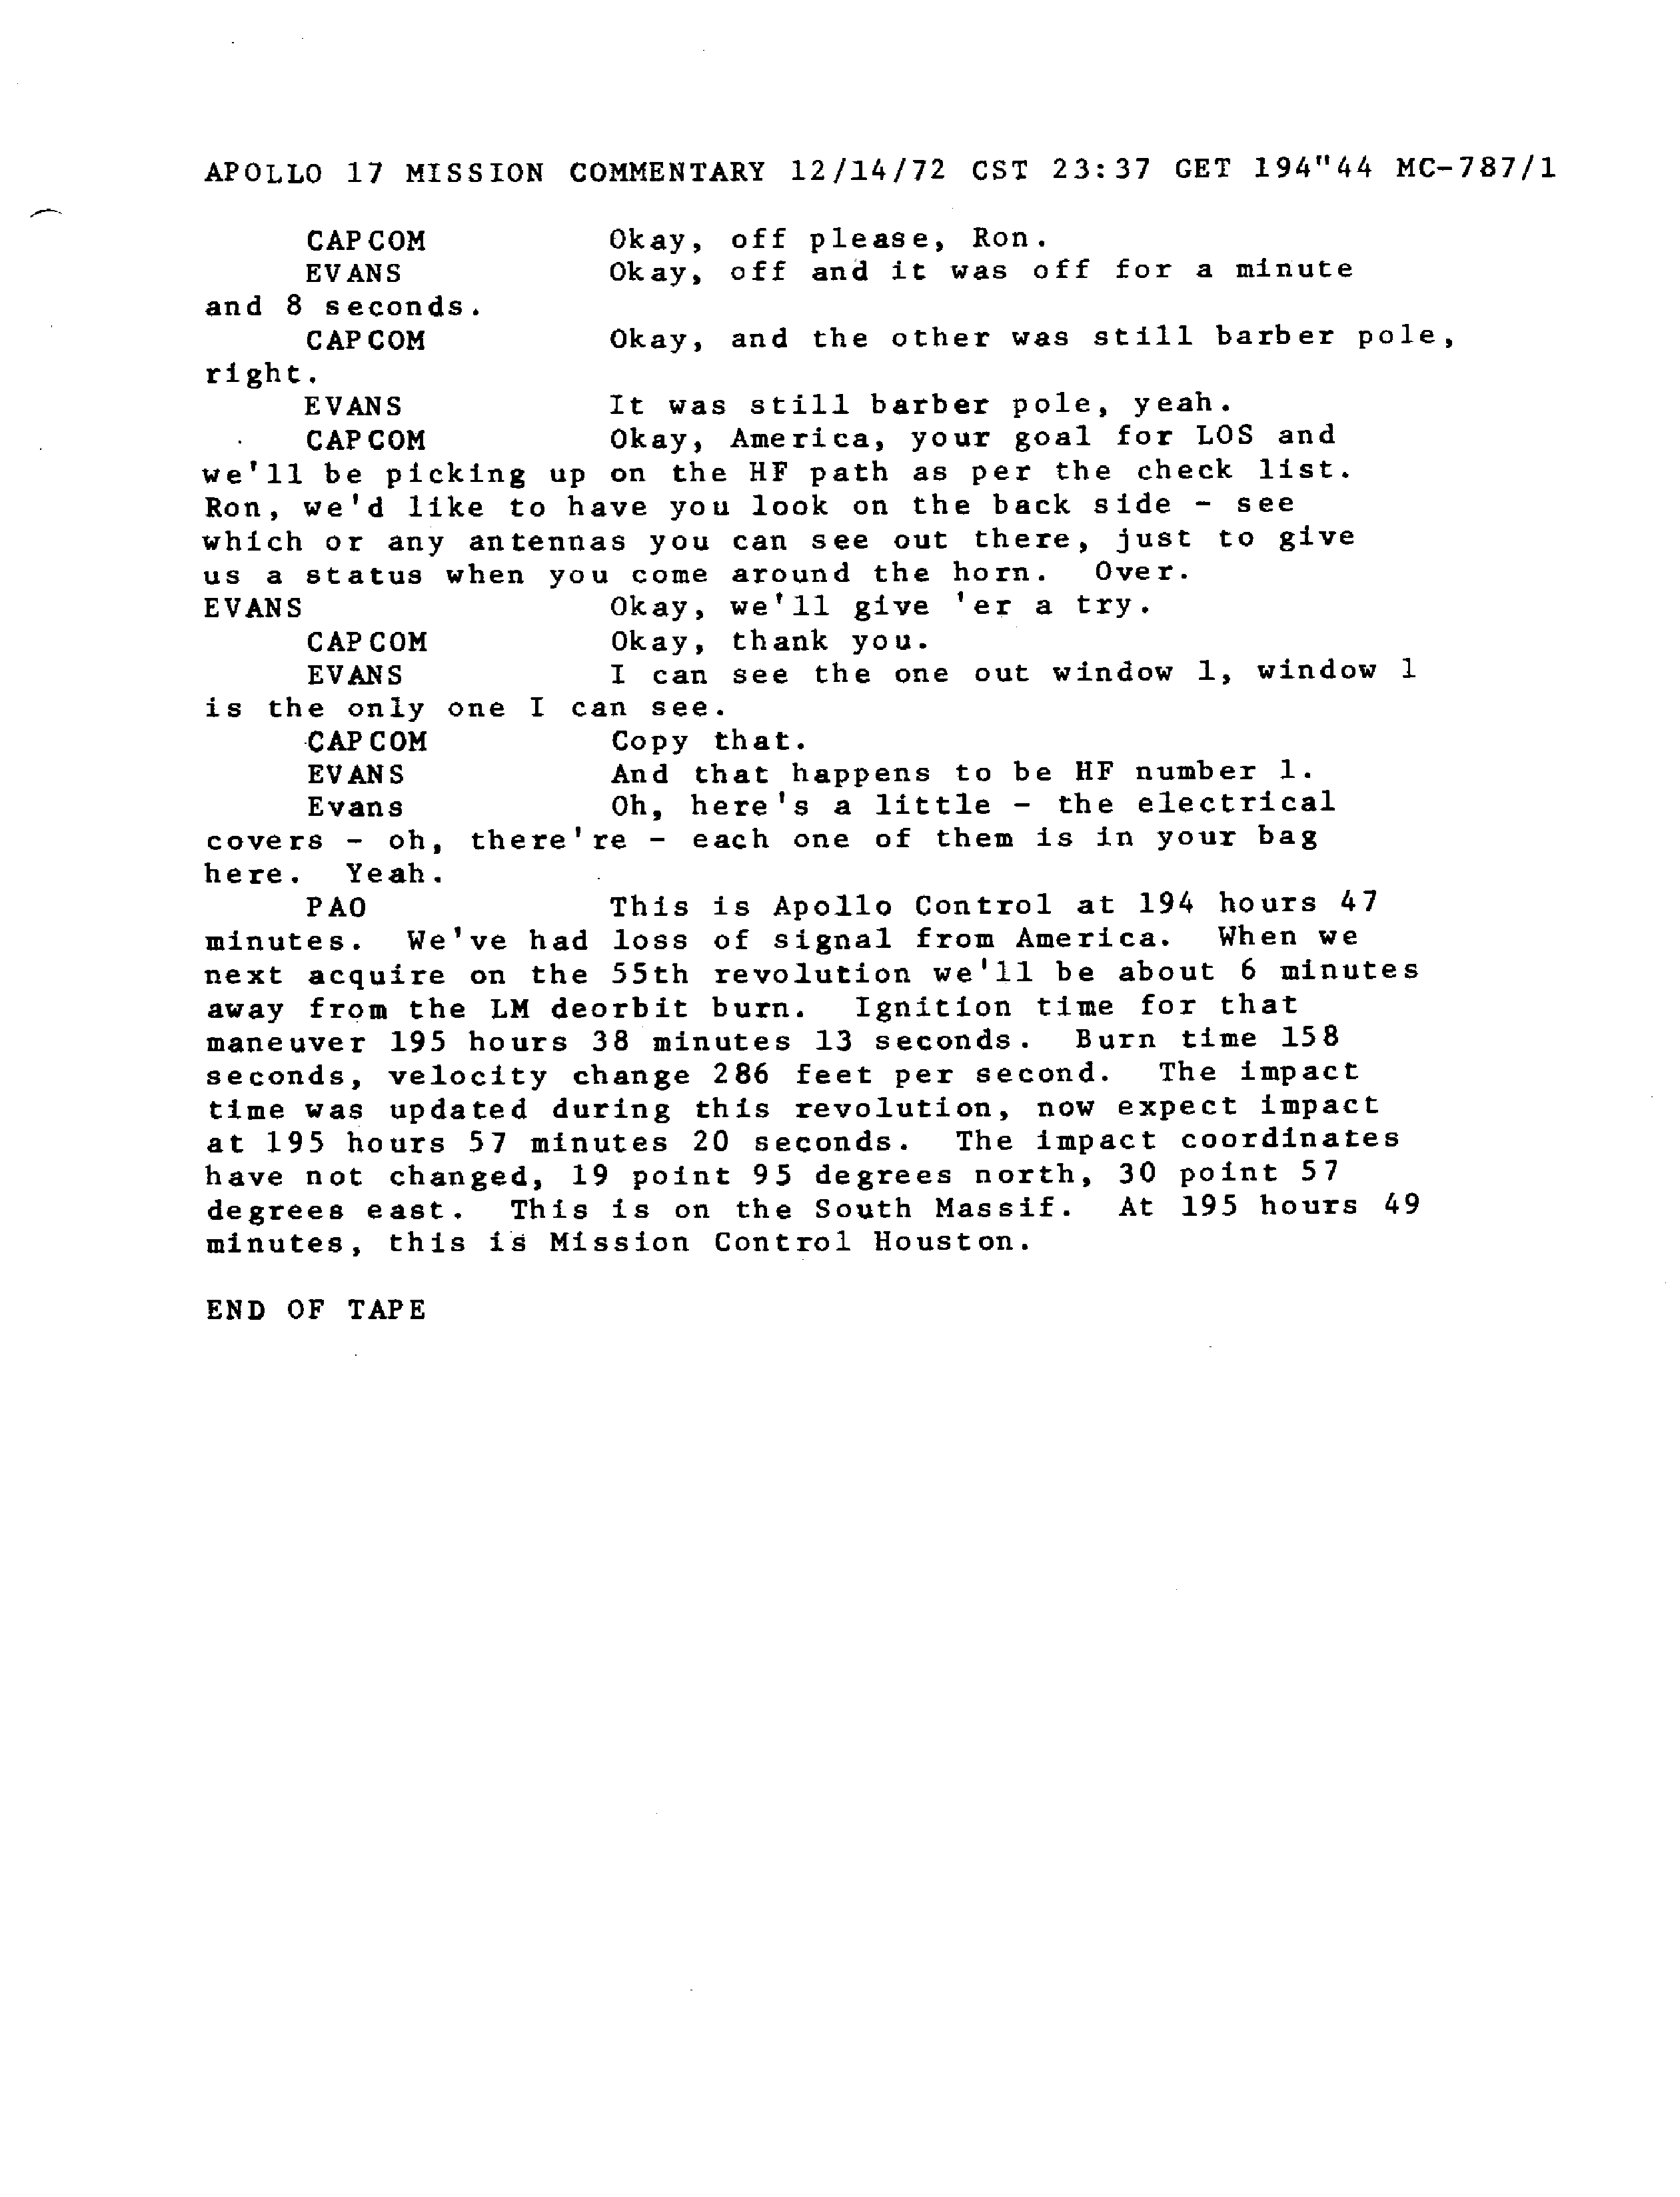 APOLLO 17 MISSION COMMENTARY 12/14/72 CST 23:37 GET 194"44 MC-787/1
CAPCOM Okay, off please, Ron.
EVANS Okay, off and it was off for a minute
and 8 seconds.
CAPCOM Okay, and the other was still barber pole,
right.
EVANS It was still barber pole, yeah.
CAPCOM Okay, America, your goal for LOS and
we'll be picking up on the HF path as per the check list.
Ron, we'd like to have you look on the back side - see
which or any antennas you can see out there, just to give
us a status when you come around the horn. Over.
EVANS Okay, we'll give 'er a try.
CAPCOM Okay, thank you.
EVANS I can see the one out window 1, window 1
is the only one I can see.
CAPCOM Copy that.
EVANS And that happens to be HF number 1.
Evans Oh, here's a little - the electrical
covers - oh, there're - each one of them is in your bag
here. Yeah.
PAO This is Apollo Control at 194 hours 47
minutes. We've had loss of signal from America. When we
next acquire on the 55th revolution we'll be about 6 minutes
away from the LM deorbit burn. Ignition time for that
maneuver 195 hours 38 minutes 13 seconds. Burn time 158
seconds, velocity change 286 feet per second. The impact
time was updated during this revolution, now expect impact
at 195 hours 57 minutes 20 seconds. The impact coordinates
have not changed, 19 point 95 degrees north, 30 point 57
degrees east. This is on the South Massif. At 195 hours 49
minutes, this is Mission Control Houston.
END OF TAPE